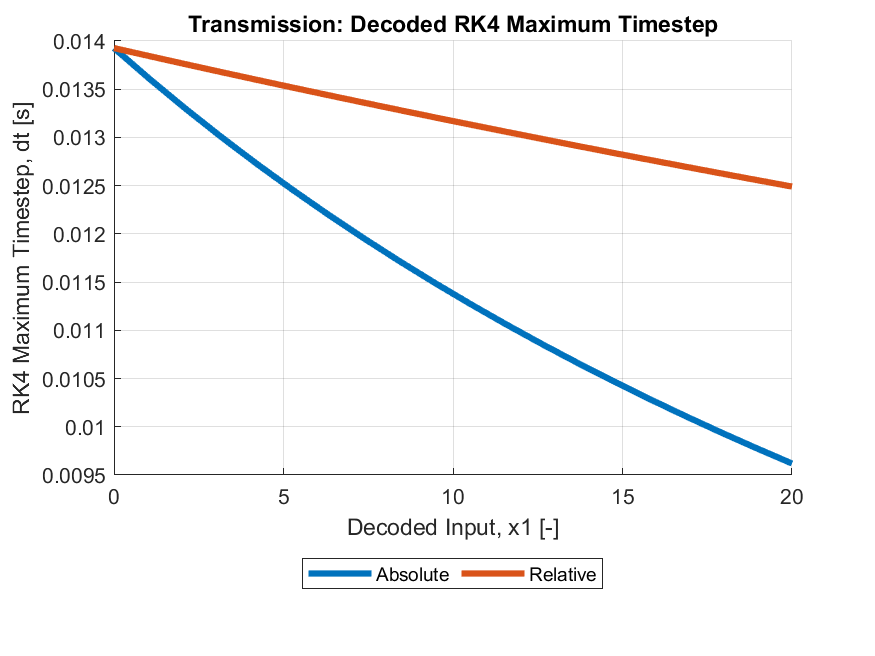 Transmission: Decoded RK4 Maximum Timestep
RK4 Maximum Timestep, dt [s]
0.014
0.0135
0.013
0.0125
0.012
0.0115
0.011
0.0105
0.01
0.0095
0 5 10 15 20
Decoded Input, x1 [-]
Absolute Relative